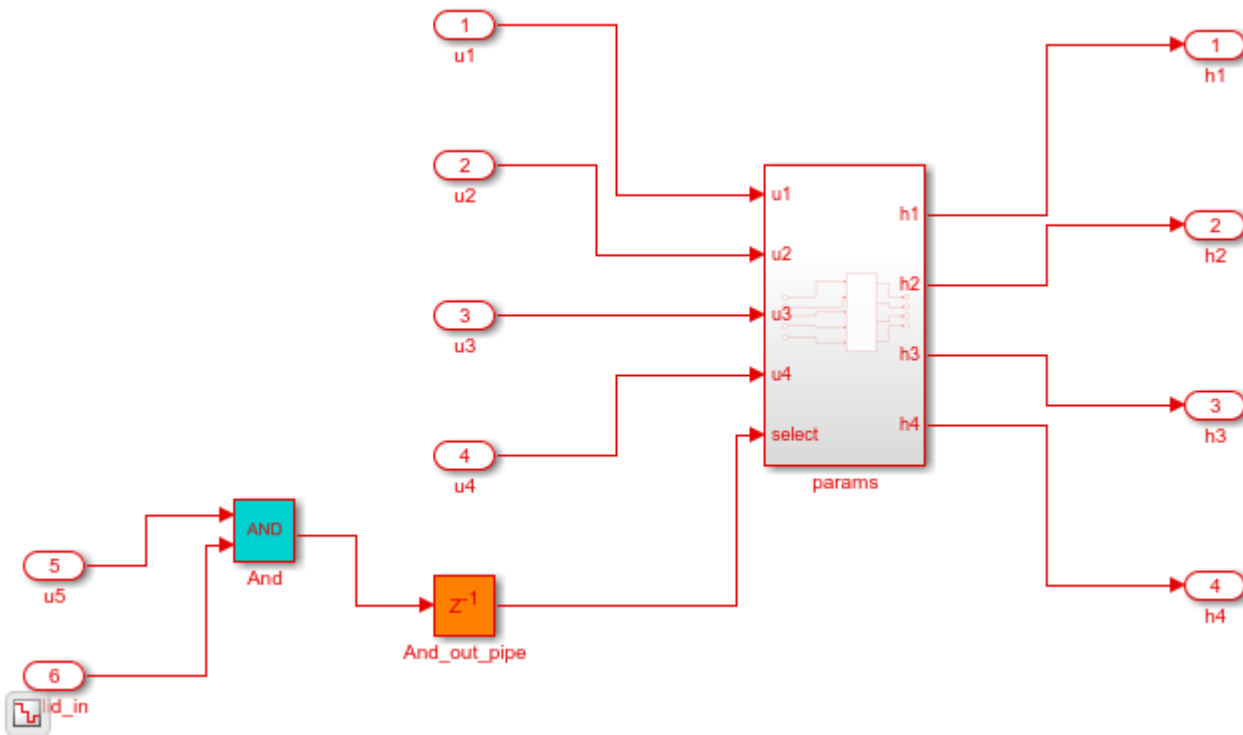 1
u1
1
h1
2
u2
u1
h1
2
h2
u2
h2
3
u3
u3
h3
u4
h4
3
h3
select
4
u4
params
AND
And
5
u5
Z-1
And_out_pipe
4
h4
6
lid_in